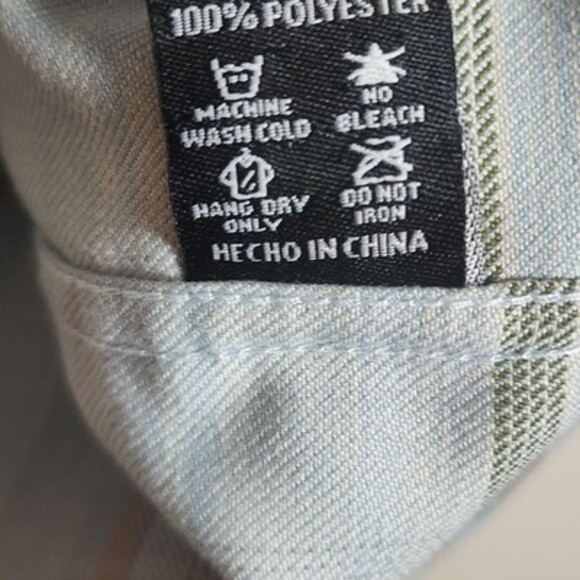 100% POLYESTER
MACHINE
WASH COLD
NO
BLEACH
HANG DRY
ONLY
DO NOT
IRON
HECHO IN CHINA